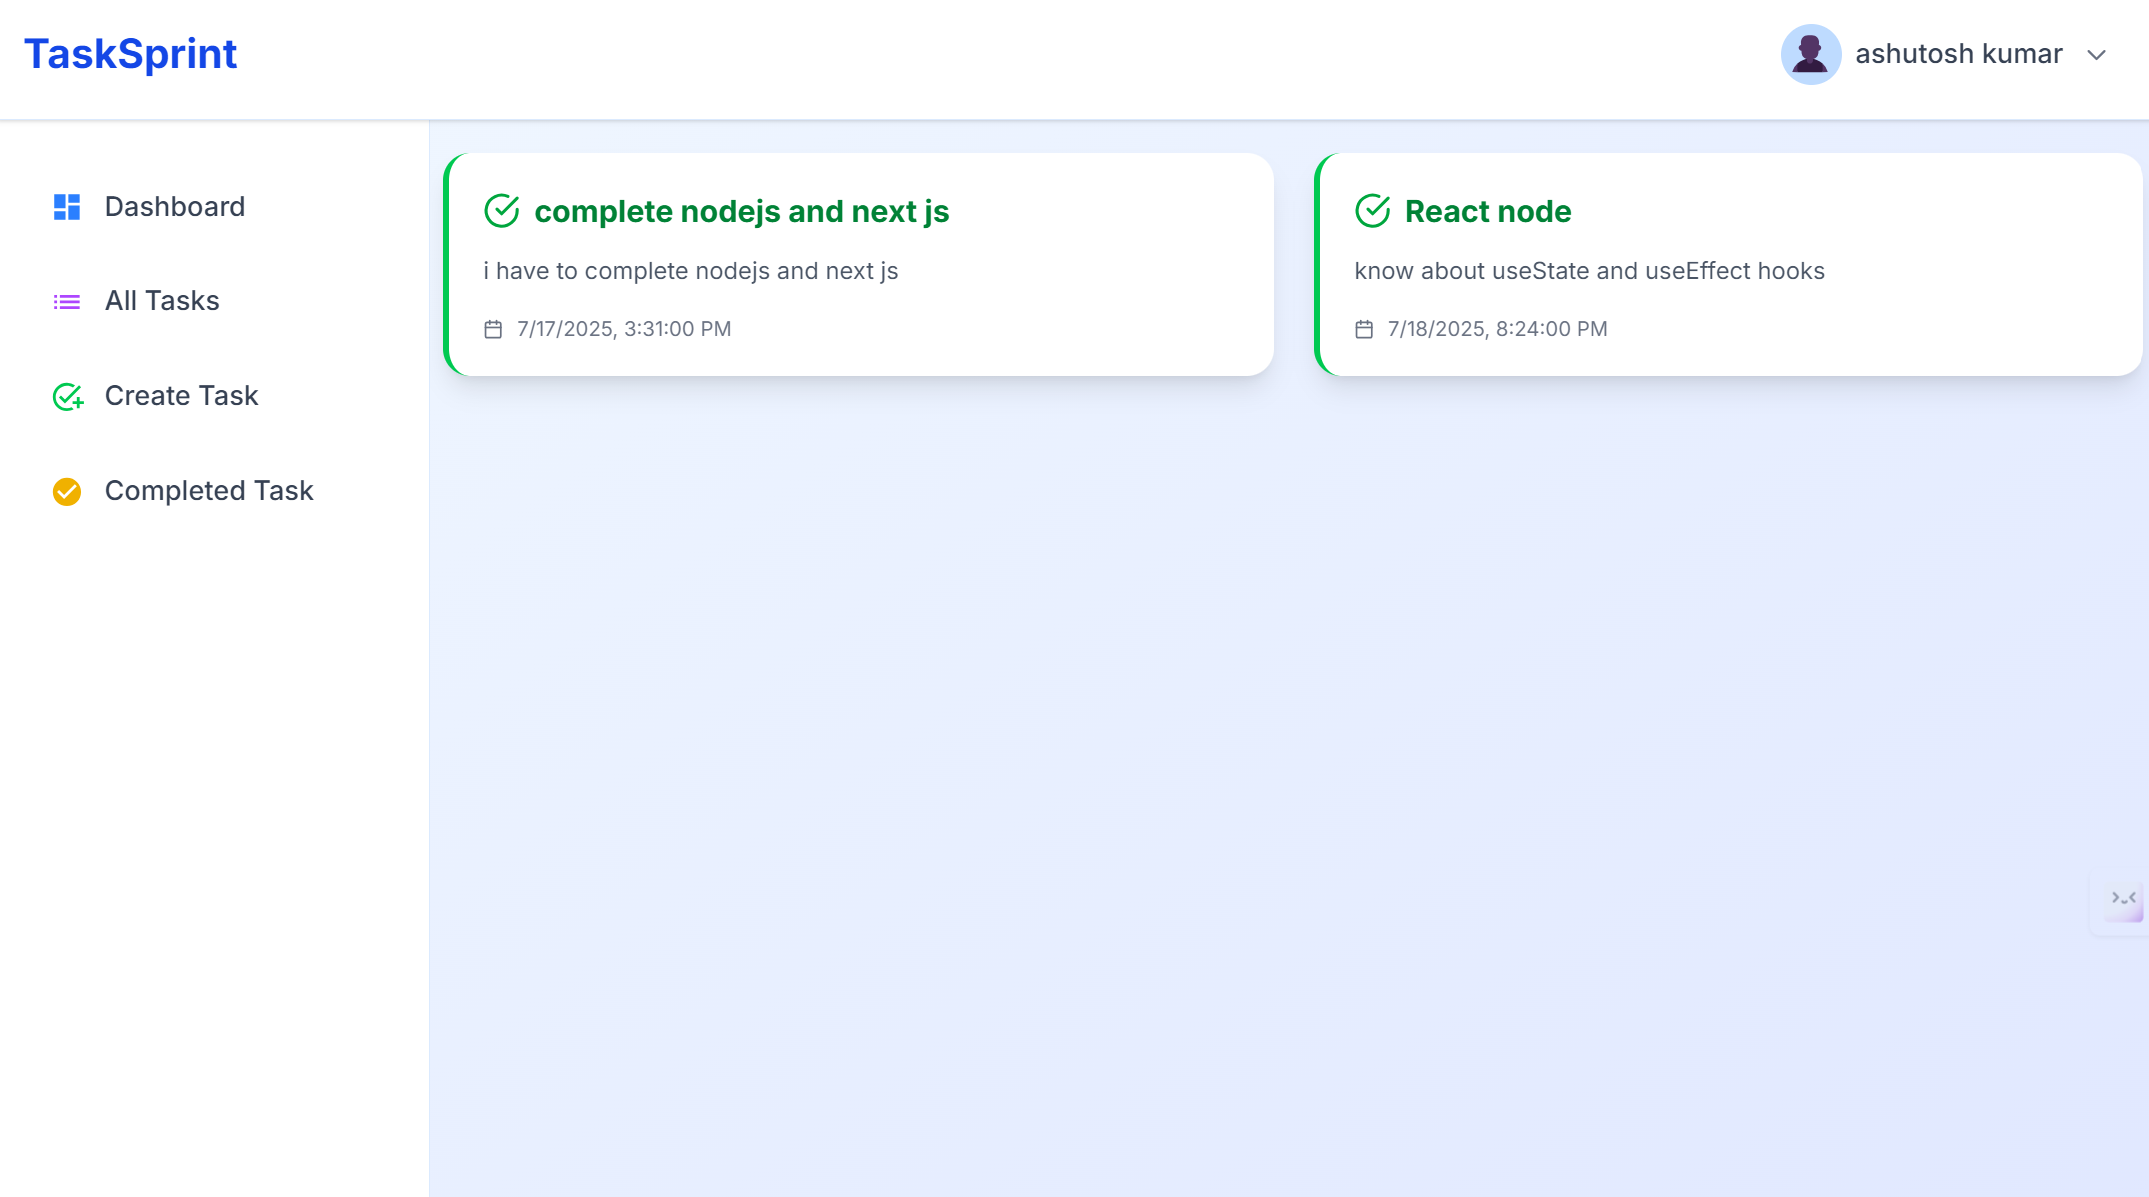 TaskSprint
ashutosh kumar
Dashboard
All Tasks
Create Task
Completed Task
complete nodejs and next js
i have to complete nodejs and next js
7/17/2025, 3:31:00 PM
React node
know about useState and useEffect hooks
7/18/2025, 8:24:00 PM